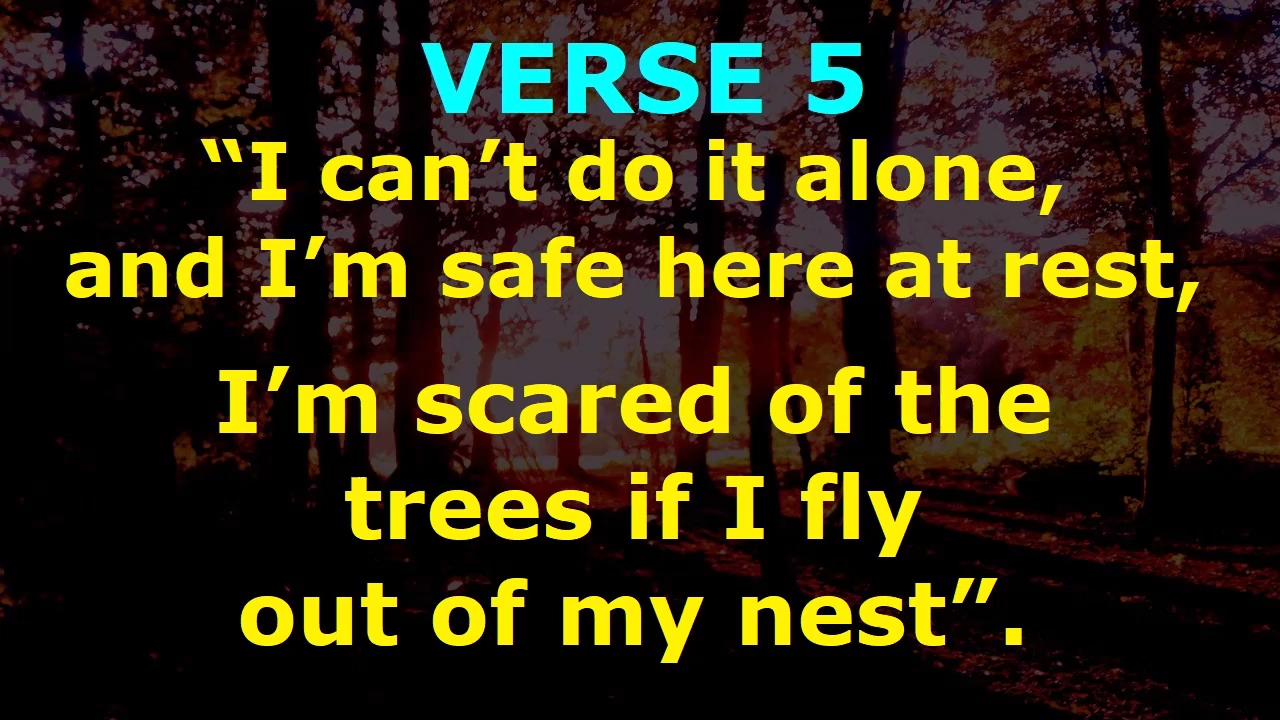 VERSE 5
“I can’t do it alone,
and I’m safe here at rest,
I’m scared of the
trees if I fly
out of my nest”.